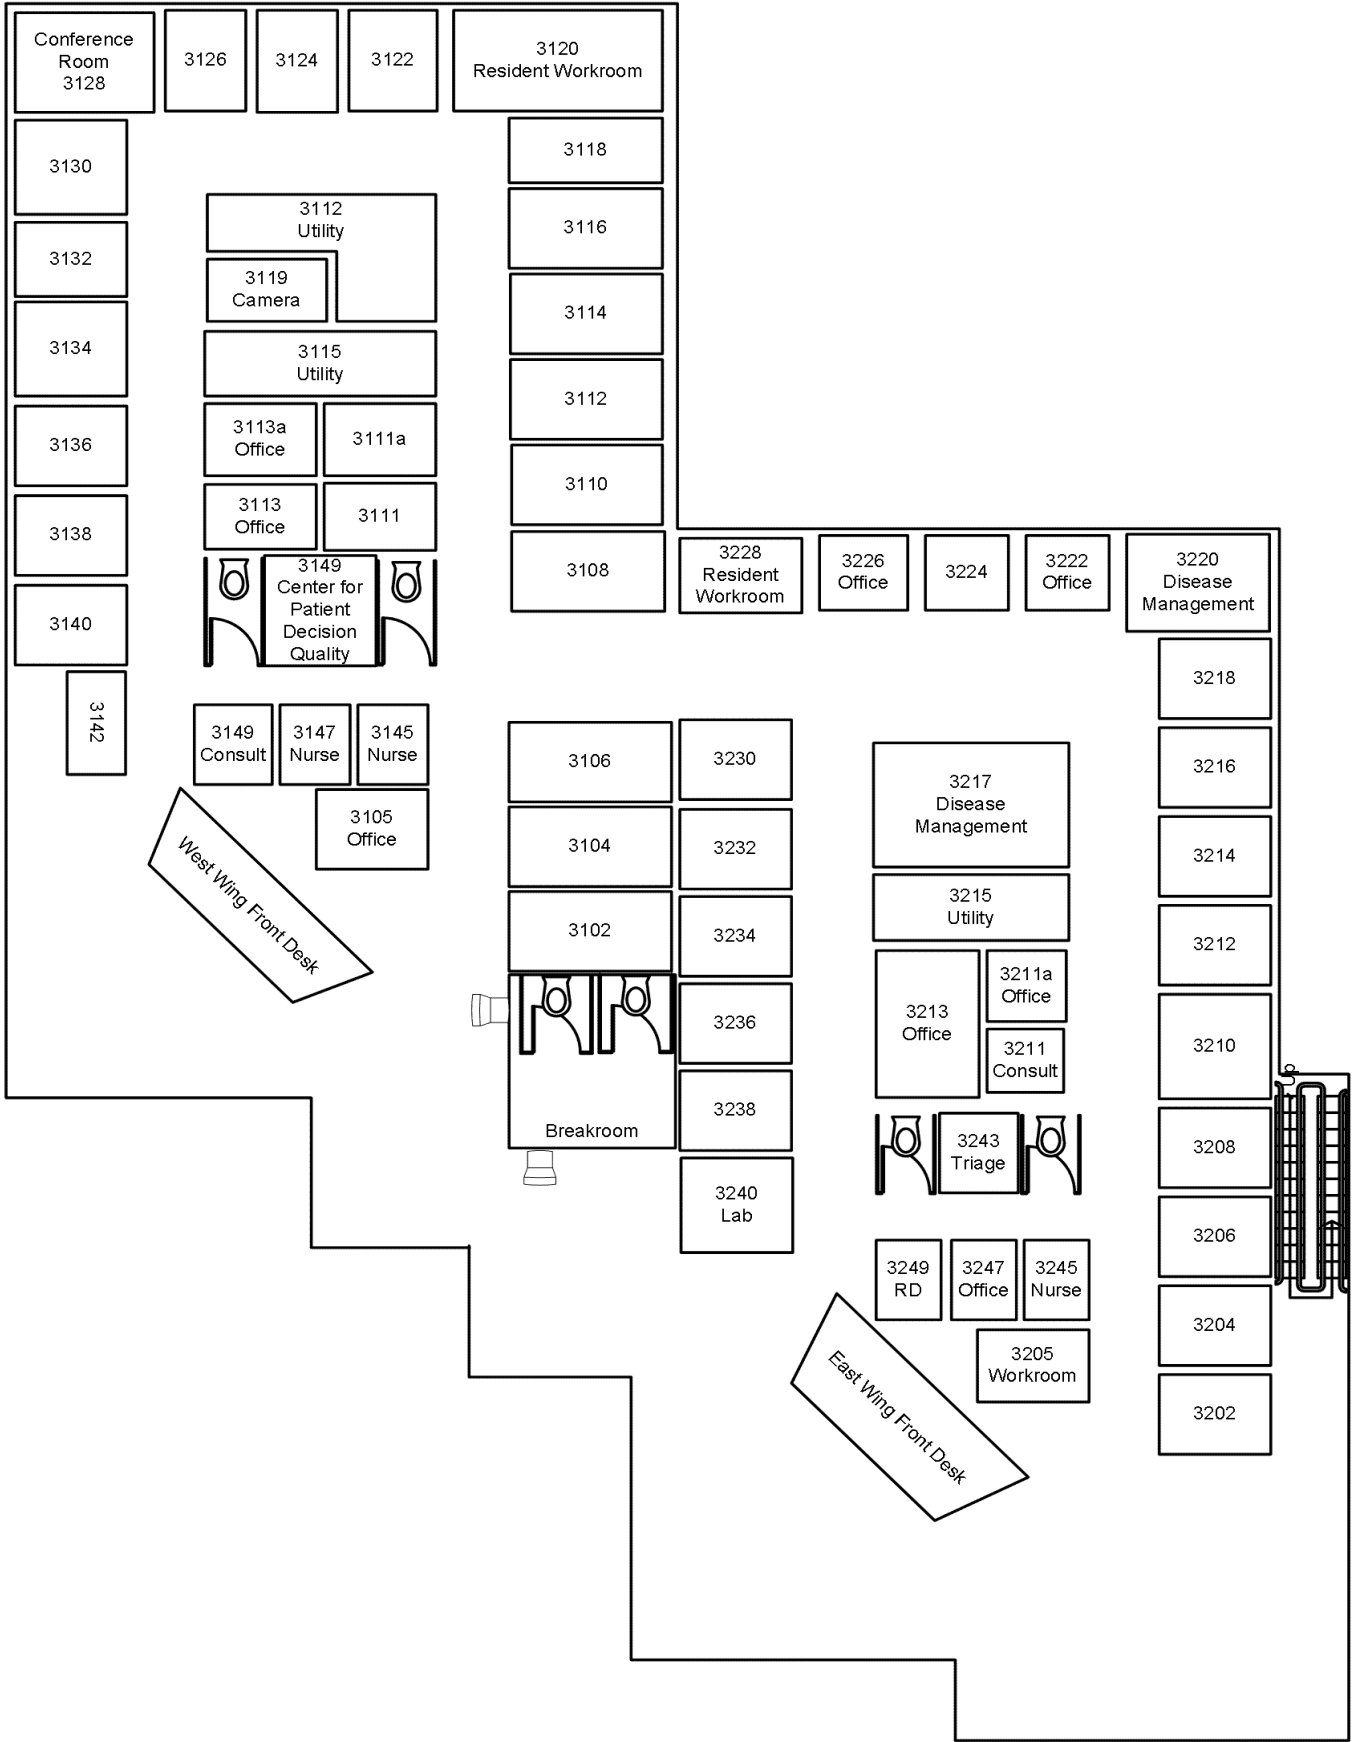 Conference
Room
3128
3126
3124
3122
3120
Resident Workroom
3130
3118
3112
Utility
3116
3132
3119
Camera
3114
3134
3115
Utility
3112
3113a
Office
3111a
3136
3110
3113
Office
3111
3138
3149
Center for
Patient
Decision
Quality
3108
3228
Resident
Workroom
3226
Office
3224
3222
Office
3220
Disease
Management
3140
3218
3142
3149
Consult
3147
Nurse
3145
Nurse
3106
3230
3216
3217
Disease
Management
3105
Office
3104
3232
3214
West Wing Front Desk
3215
Utility
3102
3234
3212
3211a
Office
3213
Office
3236
3211
Consult
3210
3238
Breakroom
3243
Triage
3208
3240
Lab
3206
3249
RD
3247
Office
3245
Nurse
3204
3205
Workroom
East Wing Front Desk
3202